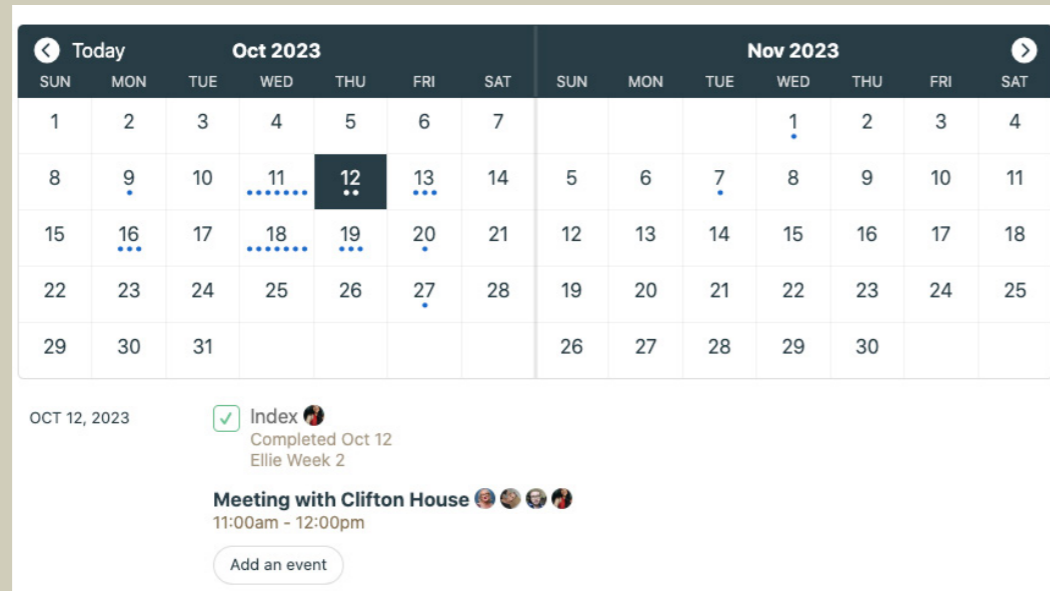 Today Oct 2023 Nov 2023
SUN MON TUE WED THU FRI SAT SUN MON TUE WED THU FRI SAT
1 2 3 4 5 6 7 1 2 3 4
8 9 10 11 12 13 14 5 6 7 8 9 10 11
15 16 17 18 19 20 21 12 13 14 15 16 17 18
22 23 24 25 26 27 28 19 20 21 22 23 24 25
29 30 31 26 27 28 29 30
OCT 12, 2023 Index
Completed Oct 12
Ellie Week 2
Meeting with Clifton House
11:00am - 12:00pm
Add an event